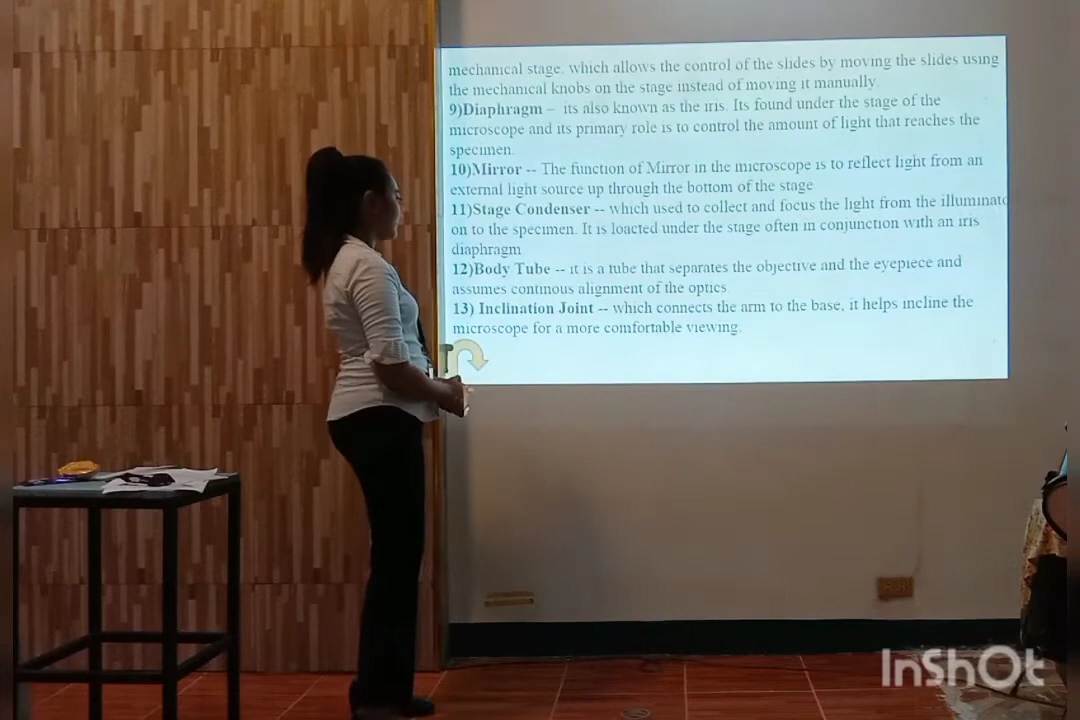 mechanical stage, which allows the control of the slides by moving the slides using
the mechanical knobs on the stage instead of moving it manually.
9)Diaphragm – its also known as the iris. Its found under the stage of the
microscope and its primary role is to control the amount of light that reaches the
specimen.
10)Mirror -- The function of Mirror in the microscope is to reflect light from an
external light source up through the bottom of the stage
11)Stage Condenser -- which used to collect and focus the light from the illuminato
on to the specimen. It is loacted under the stage often in conjunction with an iris
diaphragm
12)Body Tube -- it is a tube that separates the objective and the eyepiece and
assumes continous alignment of the optics
13) Inclination Joint -- which connects the arm to the base, it helps incline the
microscope for a more comfortable viewing.
InShOt